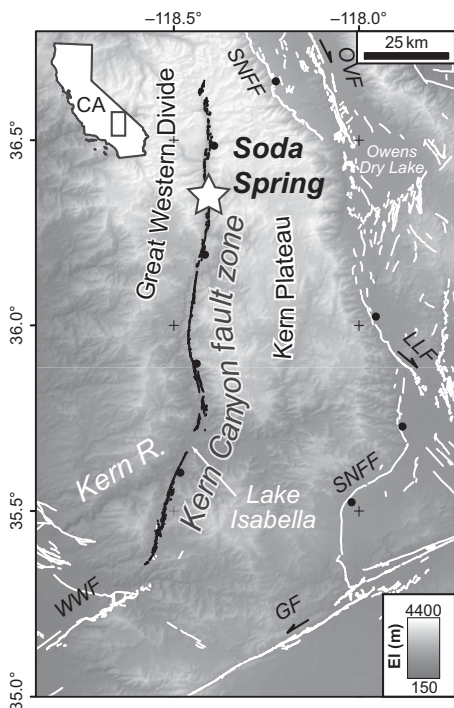 −118.5°
−118.0°
25 km
CA
SNFF
OVF
36.5°
Great Western Divide
Soda
Spring
Owens
Dry Lake
Kern Canyon fault zone
Kern Plateau
36.0°
LLF
Kern R.
Lake
Isabella
SNFF
35.5°
WWF
GF
4400
El (m)
150
35.0°